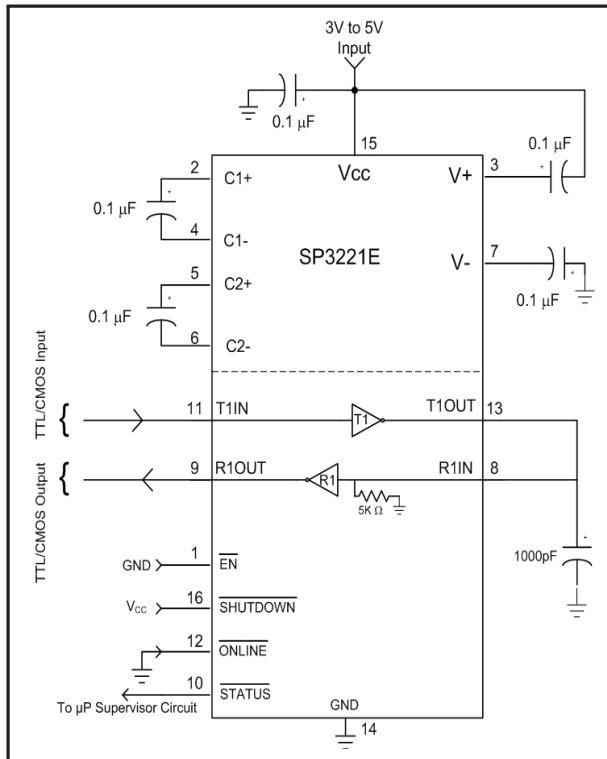 3V to 5V
Input
0.1 µF
+
15
VCC
2
C1+
+
0.1 µF
4
C1-
5
C2+
+
0.1 µF
6
C2-
SP3221E
V+
3
0.1 µF
+
V-
7
+
0.1 µF
TTL/CMOS Input
{
11
T1IN
T1
T1OUT
13
TTL/CMOS Output
{
9
R1OUT
R1
5K Ω
R1IN
8
+
1000pF
GND
1
EN
VCC
16
SHUTDOWN
12
ONLINE
10
STATUS
To µP Supervisor Circuit
GND
14